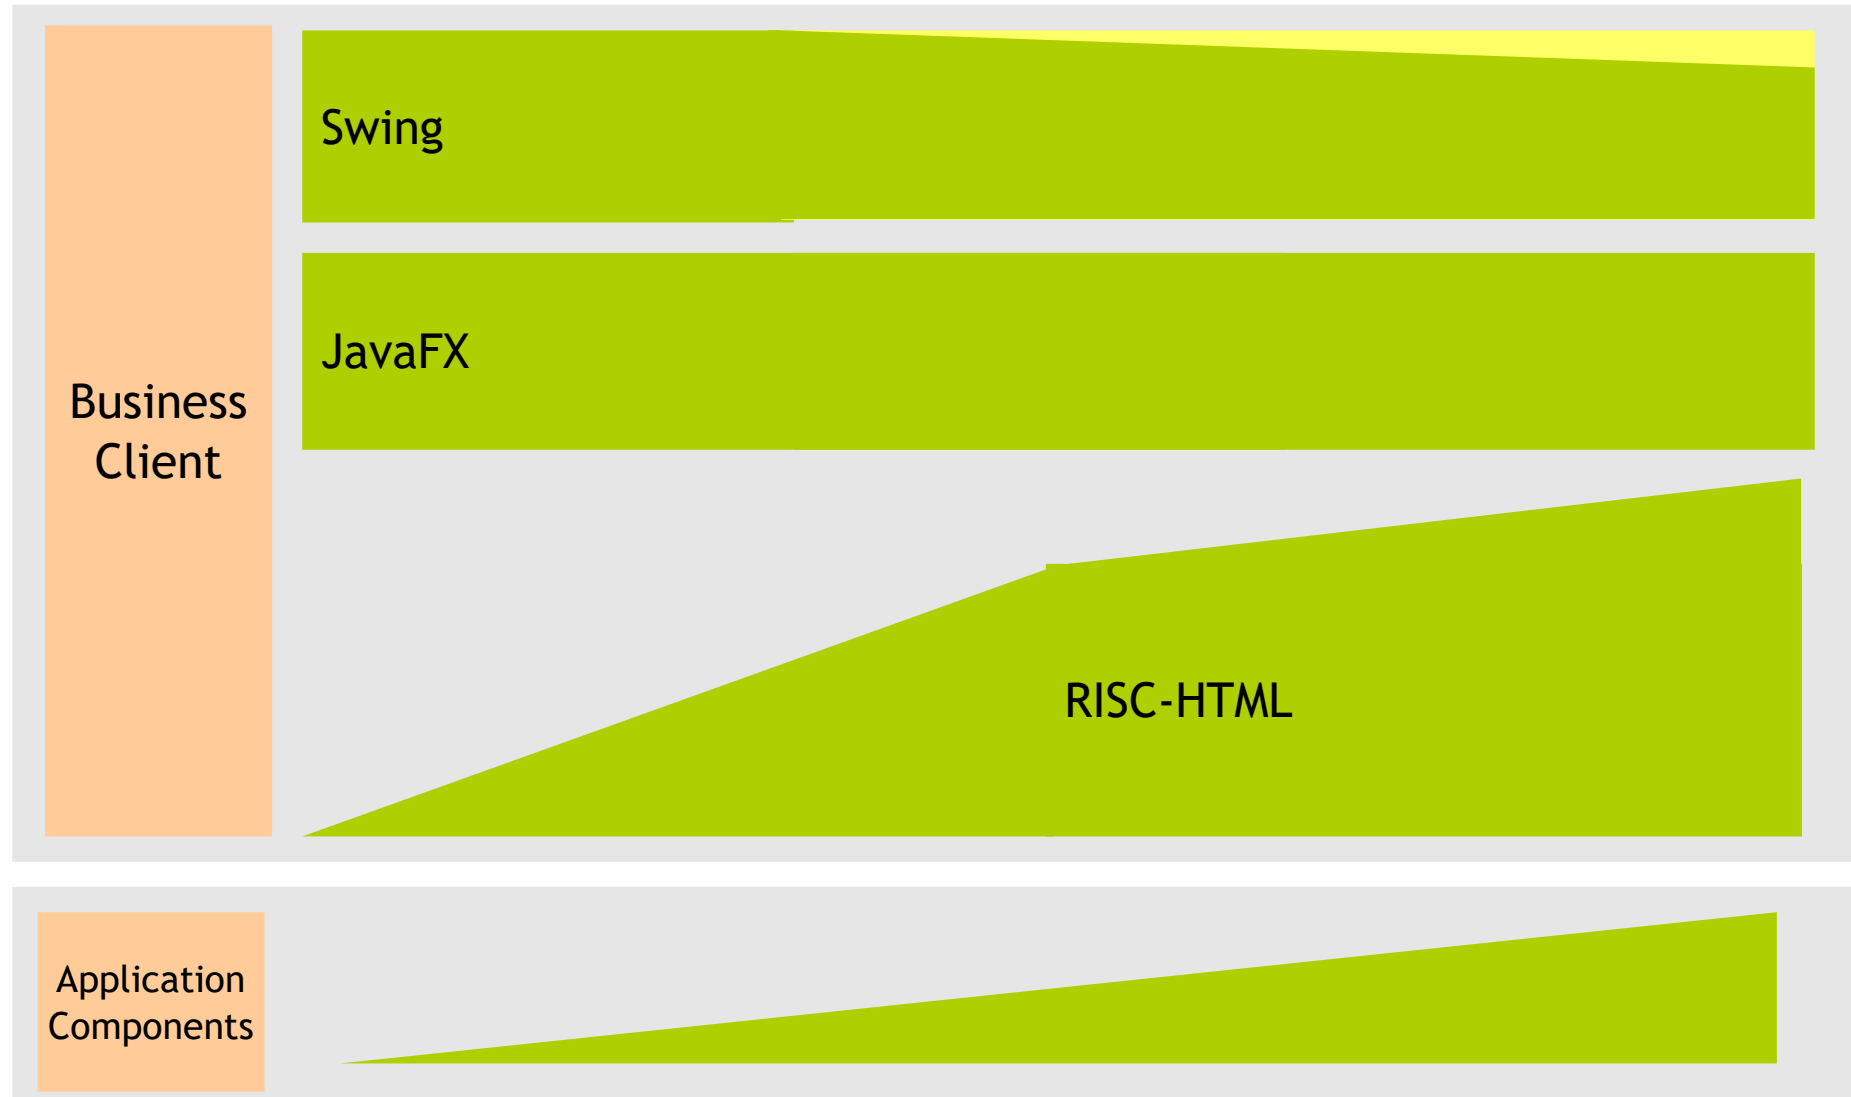 Swing
JavaFX
Business
Client
RISC-HTML
Application
Components